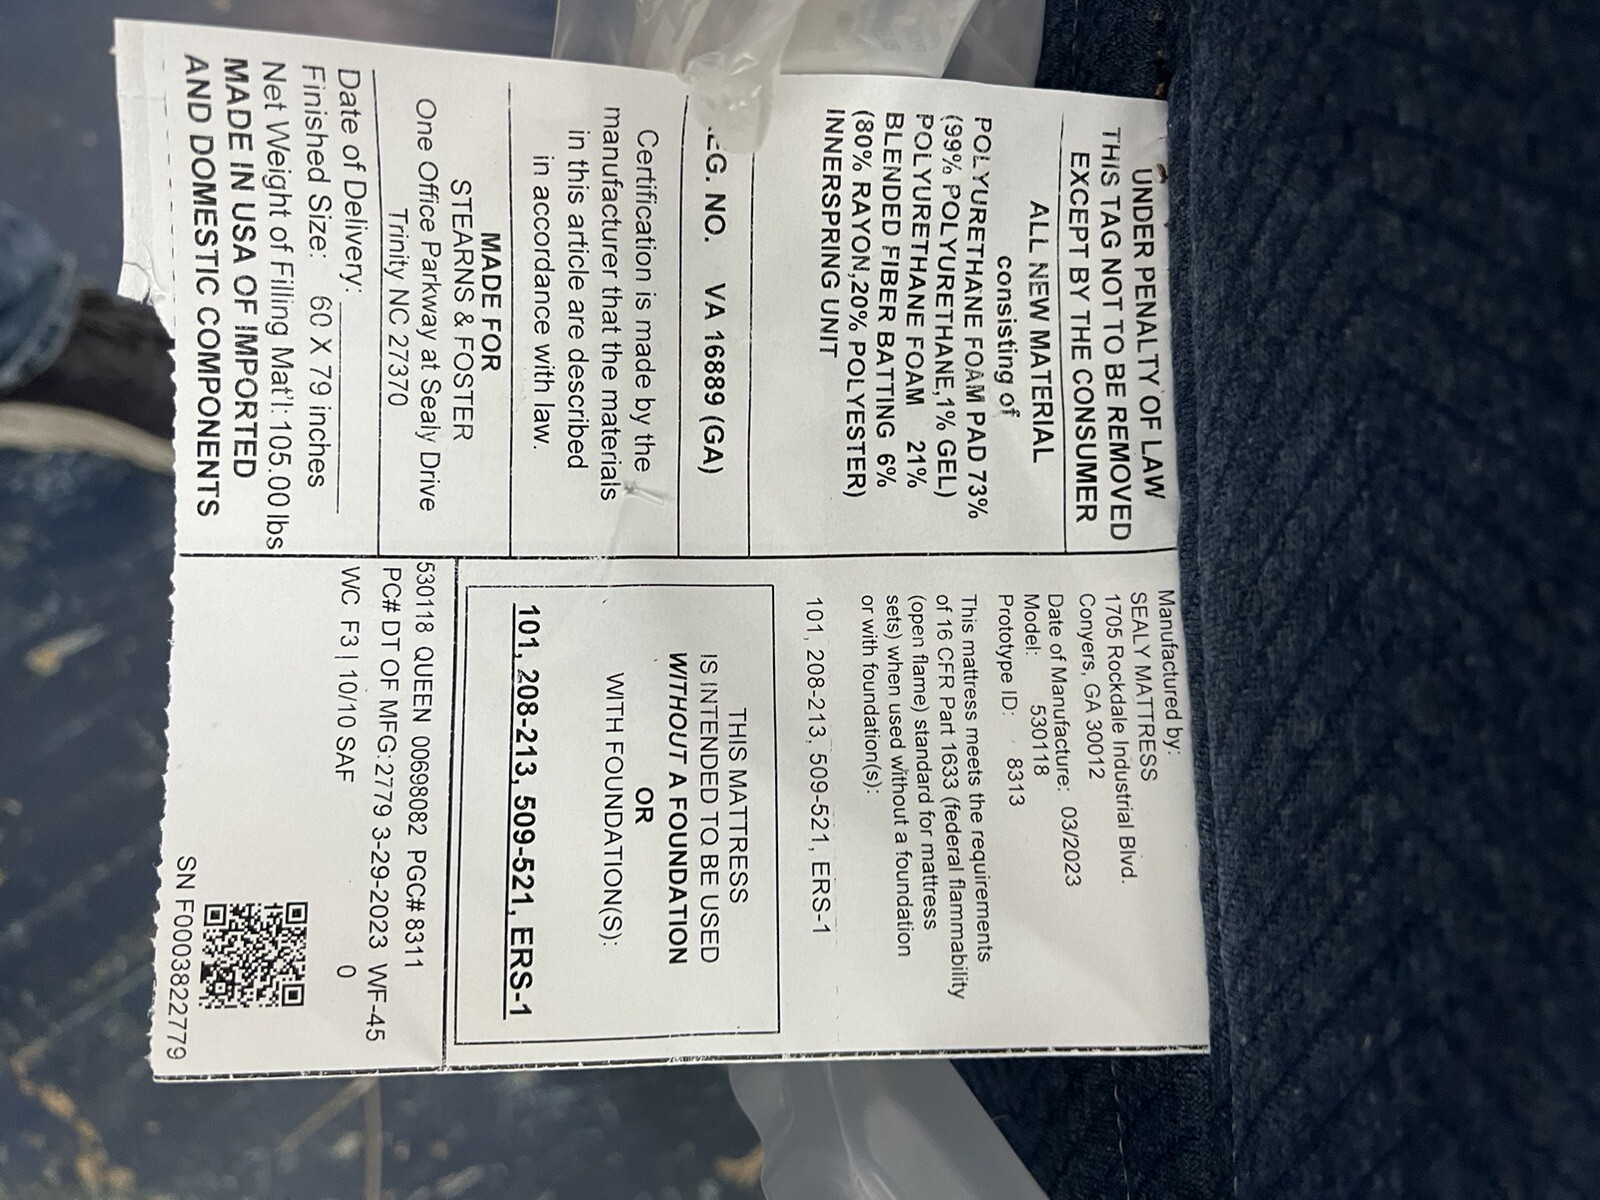 UNDER PENALTY OF LAW
THIS TAG NOT TO BE REMOVED
EXCEPT BY THE CONSUMER
ALL NEW MATERIAL
consisting of
POLYURETHANE FOAM PAD 73%
(99% POLYURETHANE,1% GEL)
POLYURETHANE FOAM 21%
BLENDED FIBER BATTING 6%
(80% RAYON,20% POLYESTER)
INNERSPRING UNIT
EG. NO. VA 16889 (GA)
Certification is made by the
manufacturer that the materials
in this article are described
in accordance with law.
MADE FOR
STEARNS & FOSTER
One Office Parkway at Sealy Drive
Trinity NC 27370
Date of Delivery:
Finished Size: 60 X 79 inches
Net Weight of Filling Mat'l: 105.00 lbs
MADE IN USA OF IMPORTED
AND DOMESTIC COMPONENTS
Manufactured by:
SEALY MATTRESS
1705 Rockdale Industrial Blvd.
Conyers, GA 30012
Date of Manufacture: 03/2023
Model: 530118
Prototype ID: 8313
This mattress meets the requirements
of 16 CFR Part 1633 (federal flammability
(open flame) standard for mattress
sets) when used without a foundation
or with foundation(s):
101, 208-213, 509-521, ERS-1
THIS MATTRESS
IS INTENDED TO BE USED
WITHOUT A FOUNDATION
OR
WITH FOUNDATION(S):
101, 208-213, 509-521, ERS-1
530118 QUEEN 00698082 PGC# 8311
PC# DT OF MFG:2779 3-29-2023 WF-45
WC F3 | 10/10 SAF 0
SN F0003822779